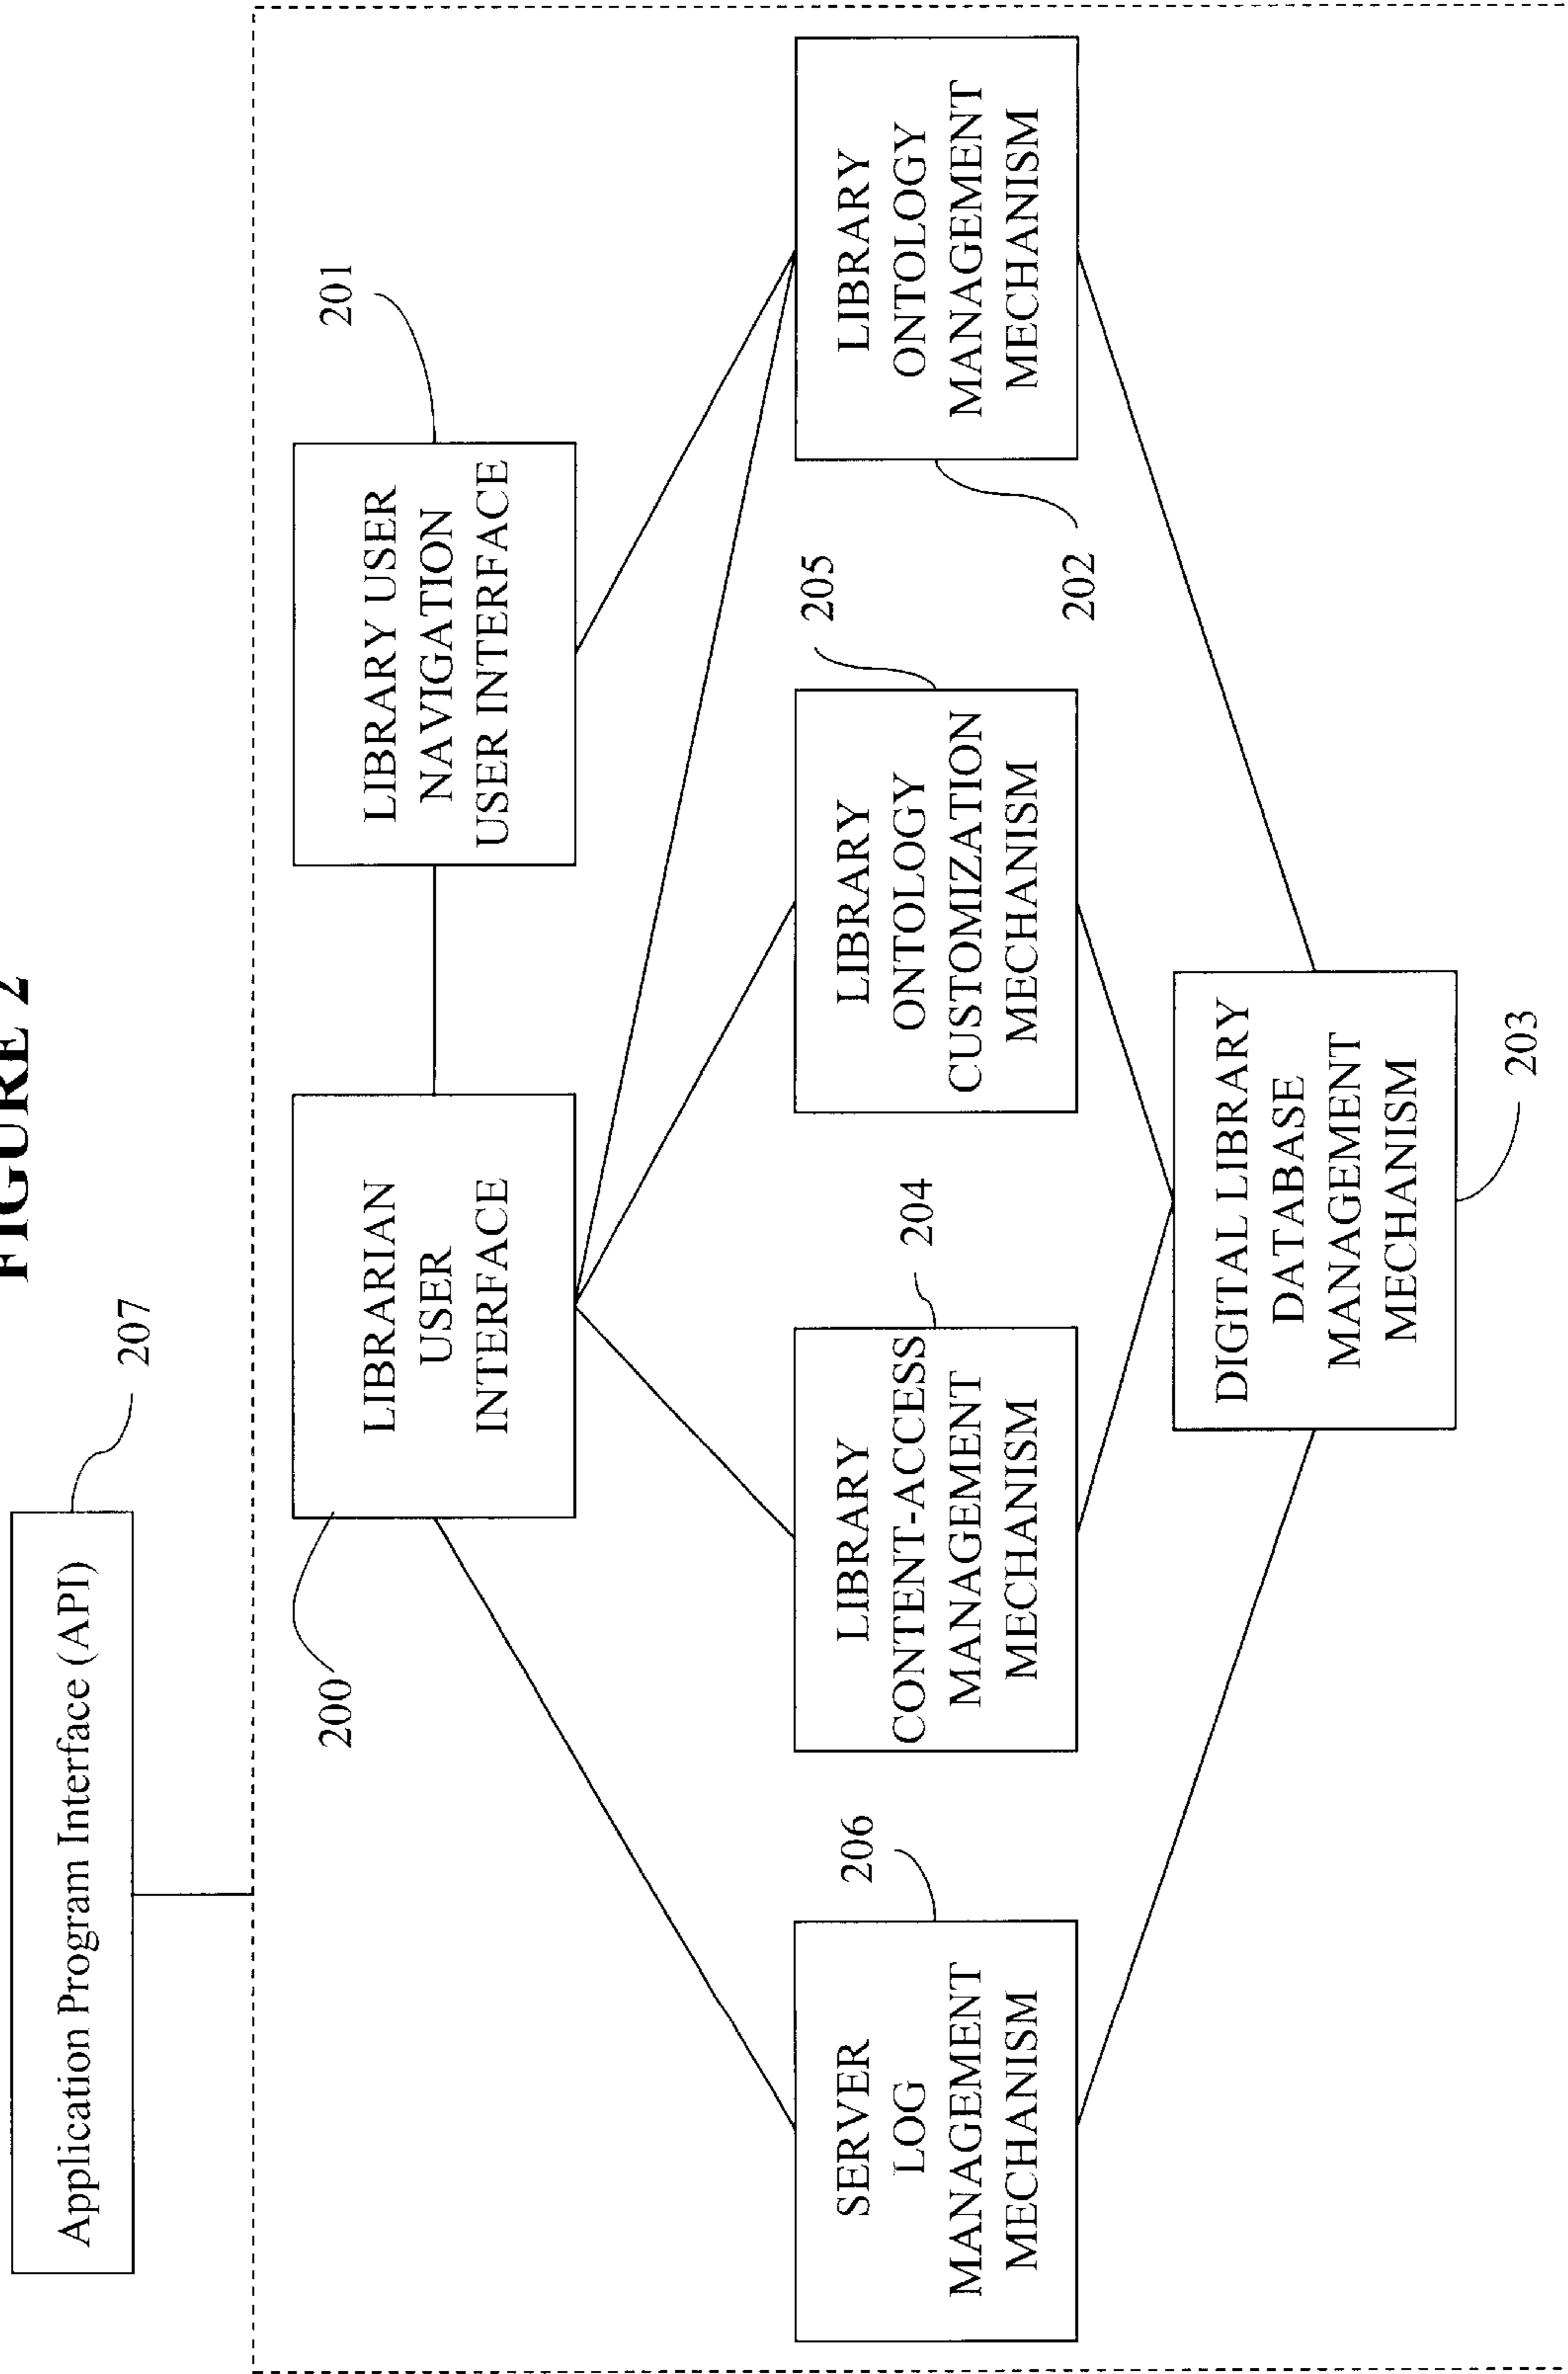 FIGURE 2
Application Program Interface (API)
207
LIBRARIAN
USER
INTERFACE
200
LIBRARY USER
NAVIGATION
USER INTERFACE
201
SERVER
LOG
MANAGEMENT
MECHANISM
206
LIBRARY
CONTENT-ACCESS
MANAGEMENT
MECHANISM
204
LIBRARY
ONTOLOGY
CUSTOMIZATION
MECHANISM
205
LIBRARY
ONTOLOGY
MANAGEMENT
MECHANISM
202
DIGITAL LIBRARY
DATABASE
MANAGEMENT
MECHANISM
203